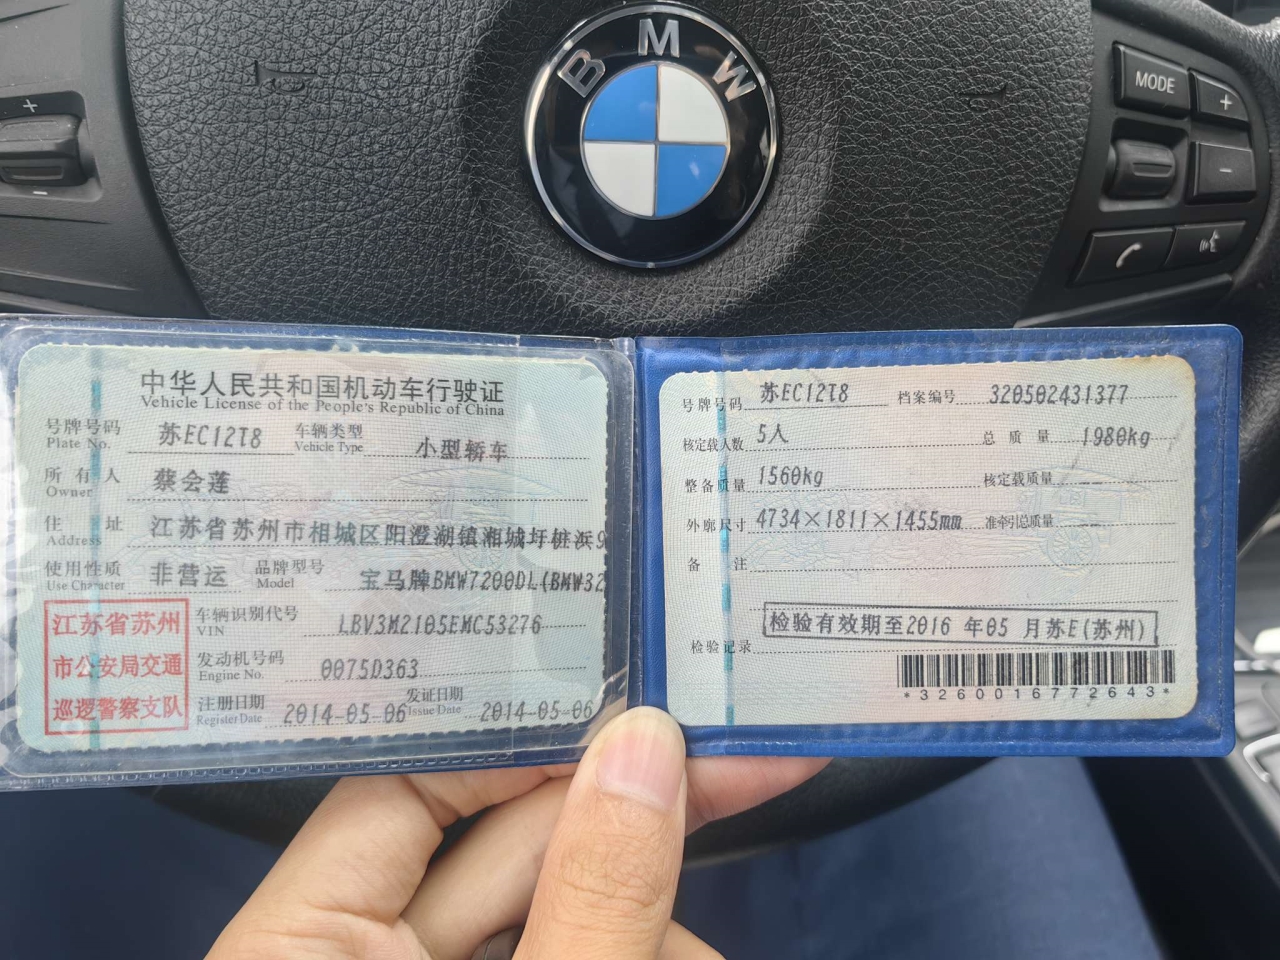 BMW
MODE
+
−
+
−
中华人民共和国机动车行驶证
Vehicle License of the People's Republic of China
号牌号码 苏EC12T8 车辆类型 小型轿车
Plate No. Vehicle Type
所有人 蔡会莲
Owner
住址 江苏省苏州市相城区阳澄湖镇湘城圩桩浜9
Address
使用性质 非营运 品牌型号 宝马牌BMW7200DL(BMW32
Use Character Model
江苏省苏州
市公安局交通
巡逻警察支队
车辆识别代号 LBV3M2105EMC53276
VIN
发动机号码 0075D363
Engine No.
注册日期 2014-05-06 发证日期 2014-05-06
Register Date Issue Date
号牌号码 苏EC12T8 档案编号 320502431377
核定载人数 5人 总质量 1980kg
整备质量 1560kg 核定载质量
外廓尺寸 4734×1811×1455mm 准牵引总质量
备注
检验有效期至2016 年05 月苏E(苏州)
检验记录
*3260016772643*